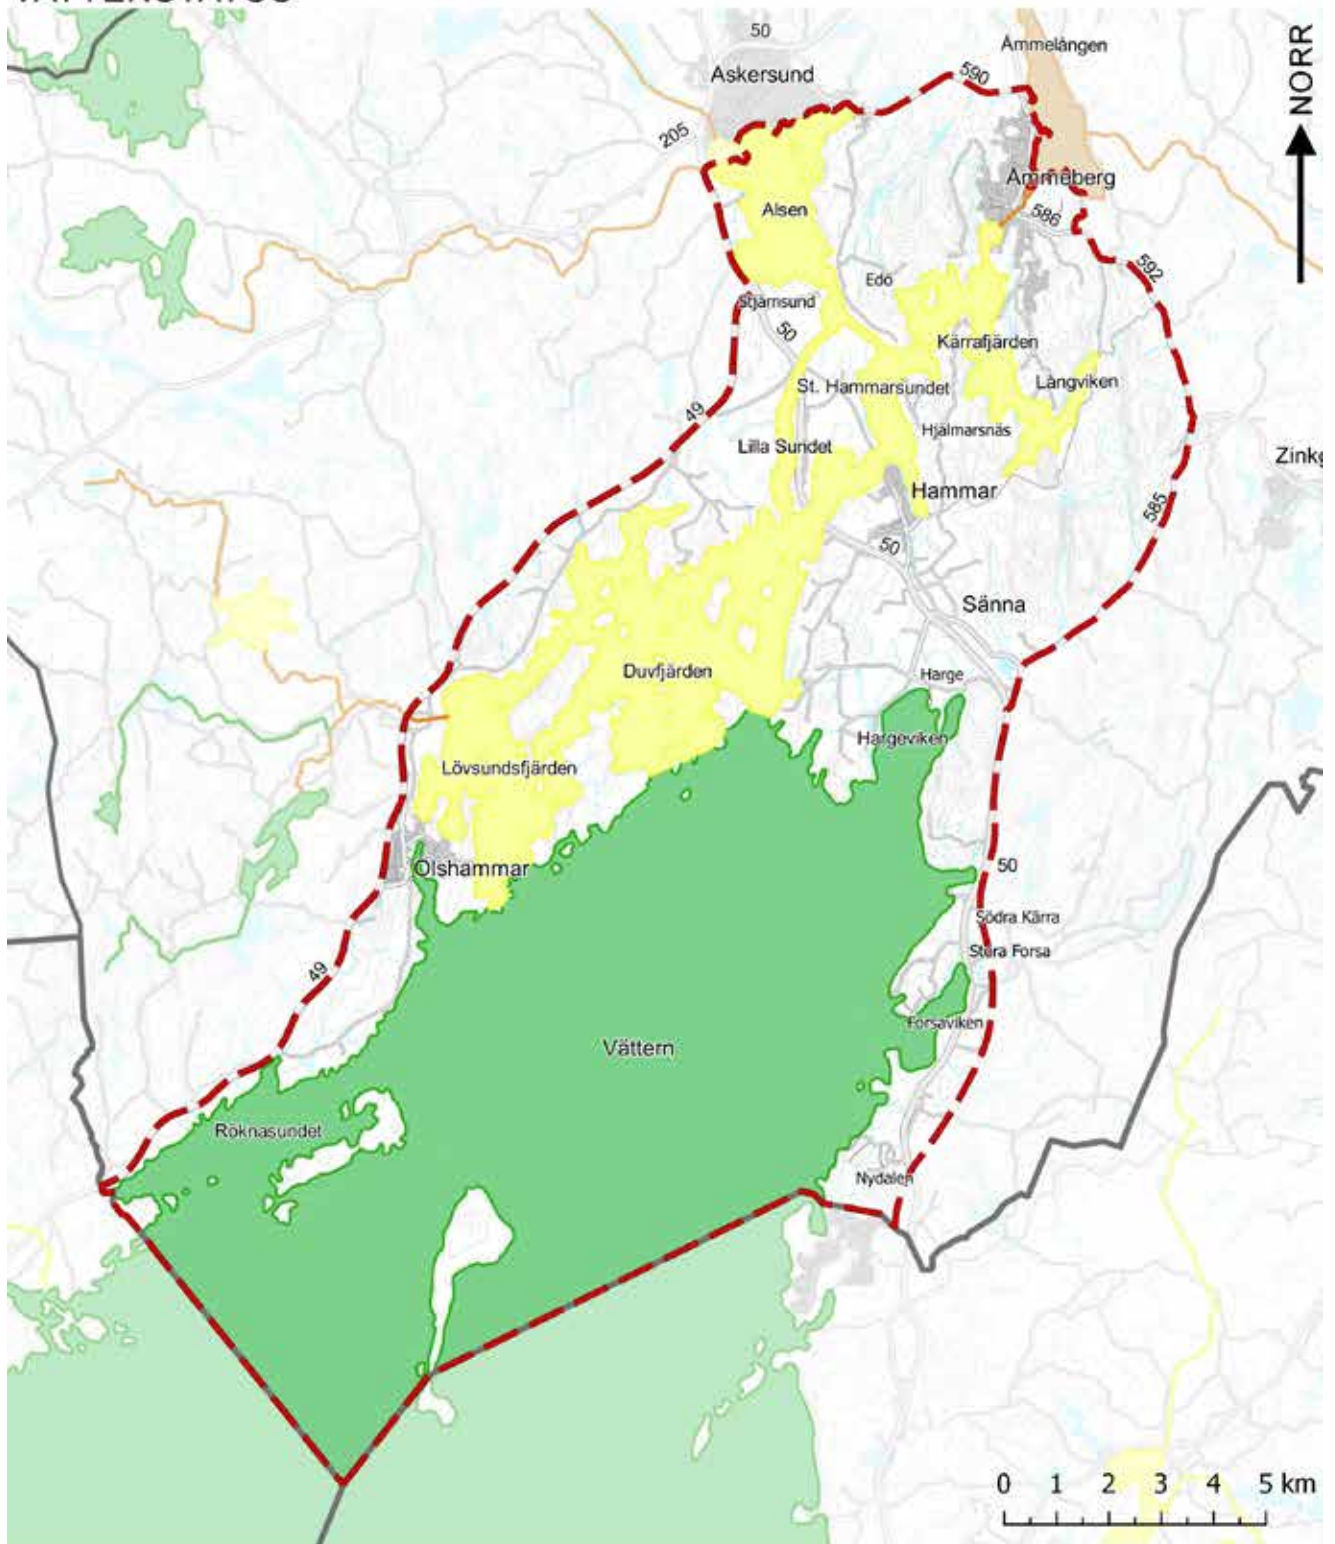 50
Åmmelången
Askersund
590
NORR
205
Åmmeberg
Alsen
586
592
Edö
Stjärnsund
50
Kärrafjärden
Långviken
St. Hammarsundet
49
Hjälmarsnäs
Lilla Sundet
Zinkg
Hammar
585
50
Sänna
Duvfjärden
Harge
Hargeviken
Lövsundsfjärden
Olshammar
50
Södra Kärra
Stora Forsa
49
Forsaviken
Vättern
Röknasundet
Nydalen
0 1 2 3 4 5 km